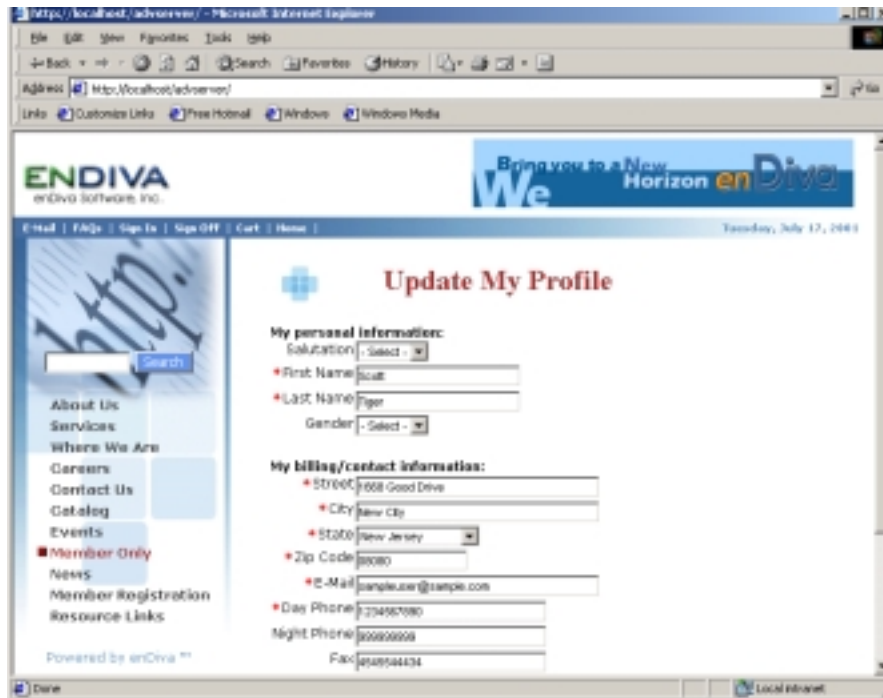 http://localhost/advserver/ - Microsoft Internet Explorer
File Edit View Favorites Tools Help
Back Search Favorites History
Address http://localhost/advserver/ Go
Links Customize Links Free Hotmail Windows Windows Media
ENDIVA
enDiva Software, Inc.
Bring you to a New
We Horizon enDiva
E-Mail | FAQs | Sign In | Sign Off | Cart | Home |
Tuesday, July 17, 2001
http:
Search
About Us
Services
Where We Are
Careers
Contact Us
Catalog
Events
Member Only
News
Member Registration
Resource Links
Powered by enDiva ™
Update My Profile
My personal information:
Salutation - Select -
*First Name Scott
*Last Name Tiger
Gender - Select -
My billing/contact information:
*Street 1668 Good Drive
*City New City
*State New Jersey
*Zip Code
*E-Mail sampleuser@sample.com
*Day Phone
Night Phone
Fax
Done Local intranet